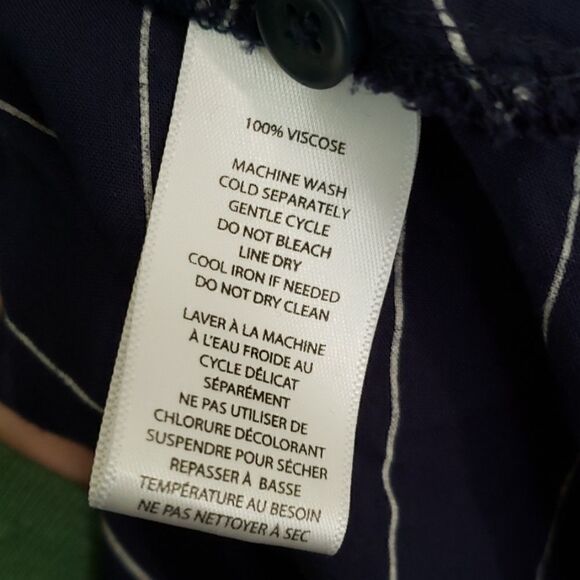 100% VISCOSE
MACHINE WASH
COLD SEPARATELY
GENTLE CYCLE
DO NOT BLEACH
LINE DRY
COOL IRON IF NEEDED
DO NOT DRY CLEAN
LAVER À LA MACHINE
À L'EAU FROIDE AU
CYCLE DÉLICAT
SÉPARÉMENT
NE PAS UTILISER DE
CHLORURE DÉCOLORANT
SUSPENDRE POUR SÉCHER
REPASSER À BASSE
TEMPÉRATURE AU BESOIN
NE PAS NETTOYER À SEC